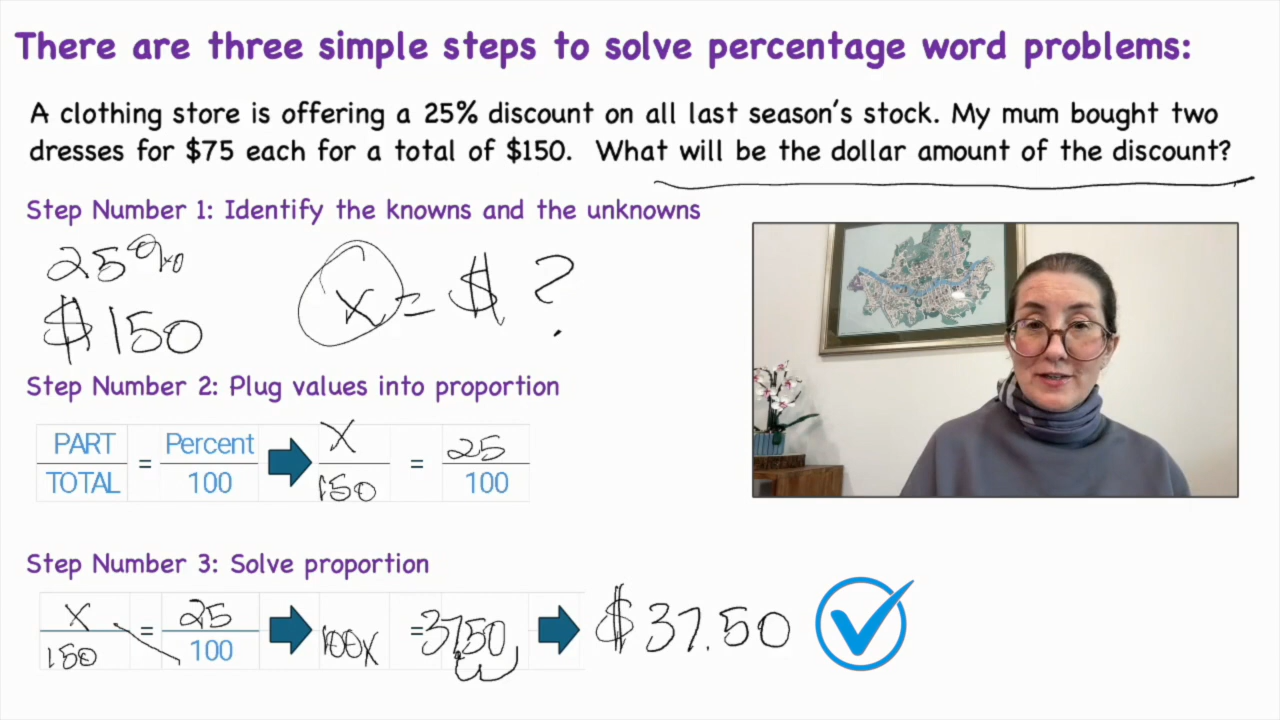 There are three simple steps to solve percentage word problems:
A clothing store is offering a 25% discount on all last season's stock. My mum bought two
dresses for $75 each for a total of $150. What will be the dollar amount of the discount?
Step Number 1: Identify the knowns and the unknowns
25%
$150
x = $ ?
Step Number 2: Plug values into proportion
PART = Percent x = 25
TOTAL 100 150 100
Step Number 3: Solve proportion
x = 25 100x = 3750 $37.50
150 100